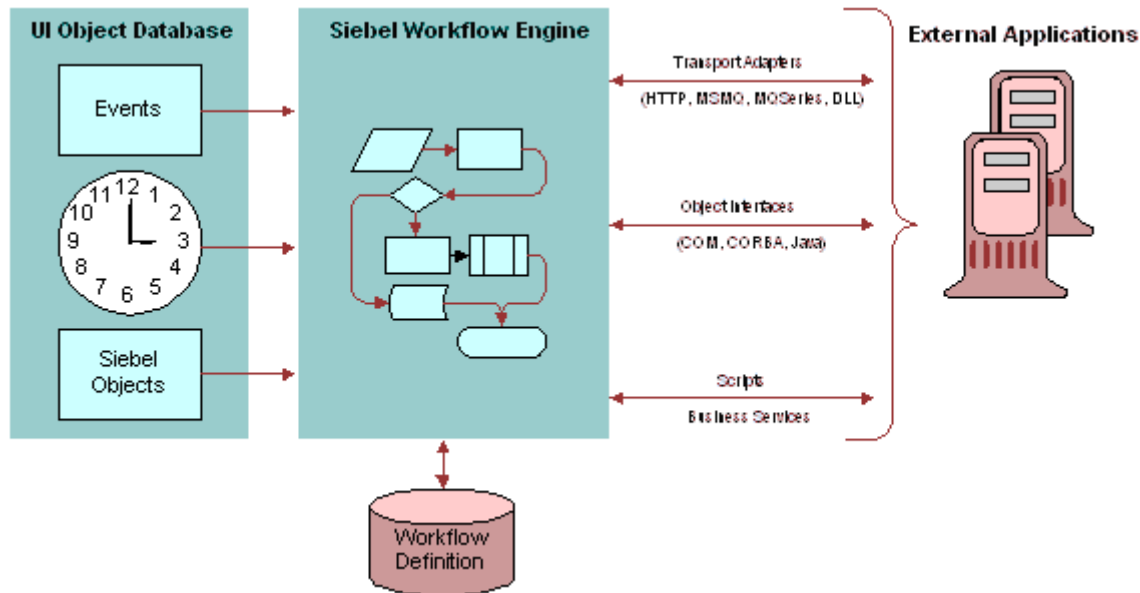 UI Object Database
Siebel Workflow Engine
External Applications
Events
12
1
2
3
4
5
6
7
8
9
10
11
Siebel
Objects
Transport Adapters
(HTTP, MSMQ, MQSeries, DLL)
Object Interfaces
(COM, CORBA, Java)
Scripts
Business Services
Workflow
Definition